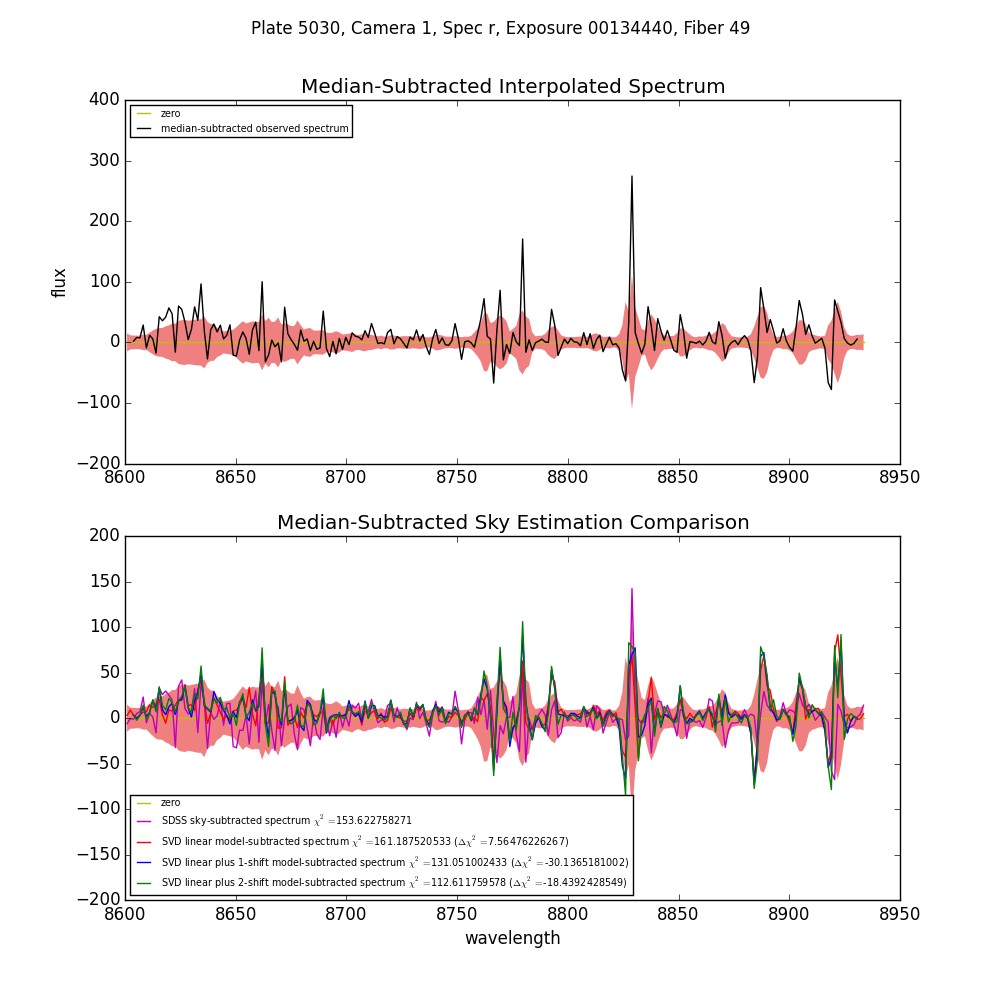 Plate 5030, Camera 1, Spec r, Exposure 00134440, Fiber 49
Median-Subtracted Interpolated Spectrum
400
300
200
100
0
−100
−200
flux
zero
median-subtracted observed spectrum
8600 8650 8700 8750 8800 8850 8900 8950
Median-Subtracted Sky Estimation Comparison
200
150
100
50
0
−50
−100
−150
−200
zero
SDSS sky-subtracted spectrum χ² =153.622758271
SVD linear model-subtracted spectrum χ² =161.187520533 (Δχ² =7.56476226267)
SVD linear plus 1-shift model-subtracted spectrum χ² =131.051002433 (Δχ² =-30.1365181002)
SVD linear plus 2-shift model-subtracted spectrum χ² =112.611759578 (Δχ² =-18.4392428549)
8600 8650 8700 8750 8800 8850 8900 8950
wavelength